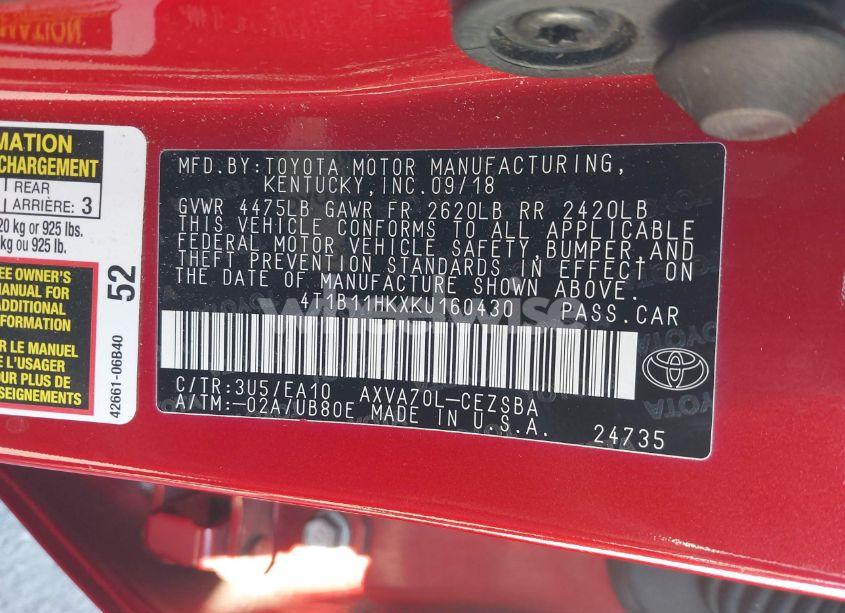 MATION
CHARGEMENT
REAR
ARRIÈRE: 3
20 kg or 925 lbs.
kg ou 925 lb.
EE OWNER'S
MANUAL FOR
ADDITIONAL
NFORMATION
R LE MANUEL
E L'USAGER
OUR PLUS DE
SEIGNEMENTS
52
42661-06B40
MFD.BY:TOYOTA MOTOR MANUFACTURING,
KENTUCKY,INC.09/18
GVWR 4475LB GAWR FR 2620LB RR 2420LB
THIS VEHICLE CONFORMS TO ALL APPLICABLE
FEDERAL MOTOR VEHICLE SAFETY,BUMPER,AND
THEFT PREVENTION STANDARDS IN EFFECT ON
THE DATE OF MANUFACTURE SHOWN ABOVE.
4T1B11HKXKU160430 PASS.CAR
C/TR:3U5/EA10 AXVA70L-CEZSBA
A/TM:-02A/UB80E MADE IN U.S.A. 24735
TOYOTA